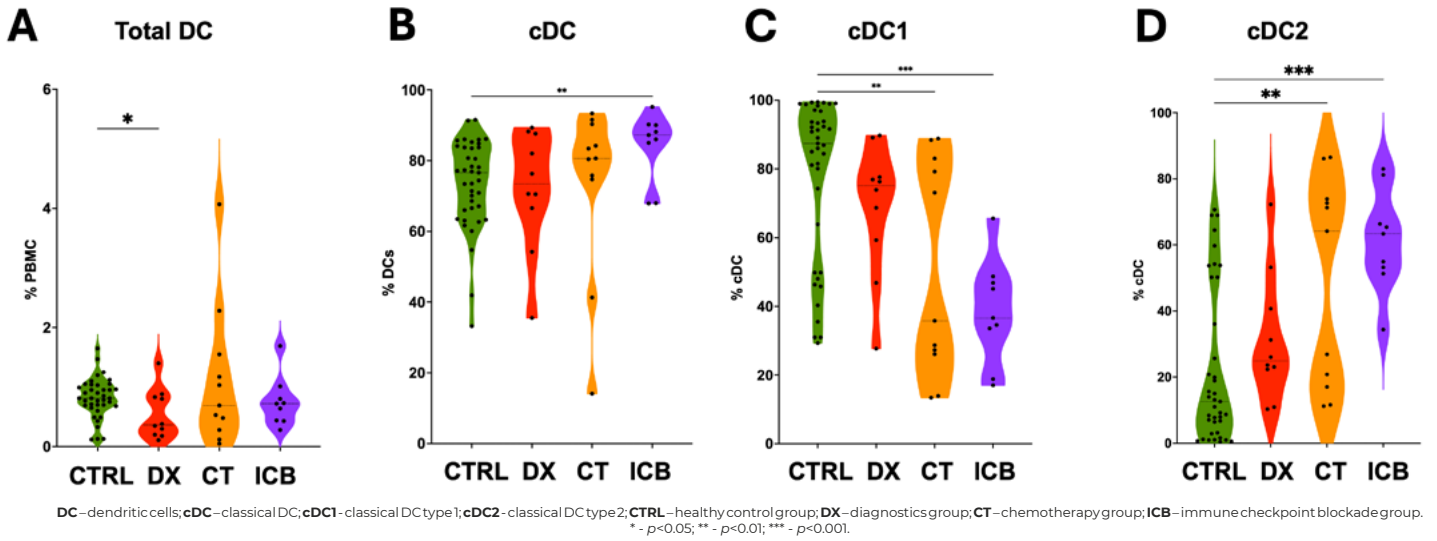 A Total DC
B cDC
C cDC1
D cDC2
*
**
***
**
***
**
% PBMC
6
4
2
0
CTRL DX CT ICB
% DCs
100
80
60
40
20
0
CTRL DX CT ICB
% cDC
100
80
60
40
20
0
CTRL DX CT ICB
% cDC
100
80
60
40
20
0
CTRL DX CT ICB
DC – dendritic cells; cDC – classical DC; cDC1 - classical DC type 1; cDC2 - classical DC type 2; CTRL – healthy control group; DX – diagnostics group; CT – chemotherapy group; ICB – immune checkpoint blockade group.
* - p<0.05; ** - p<0.01; *** - p<0.001.